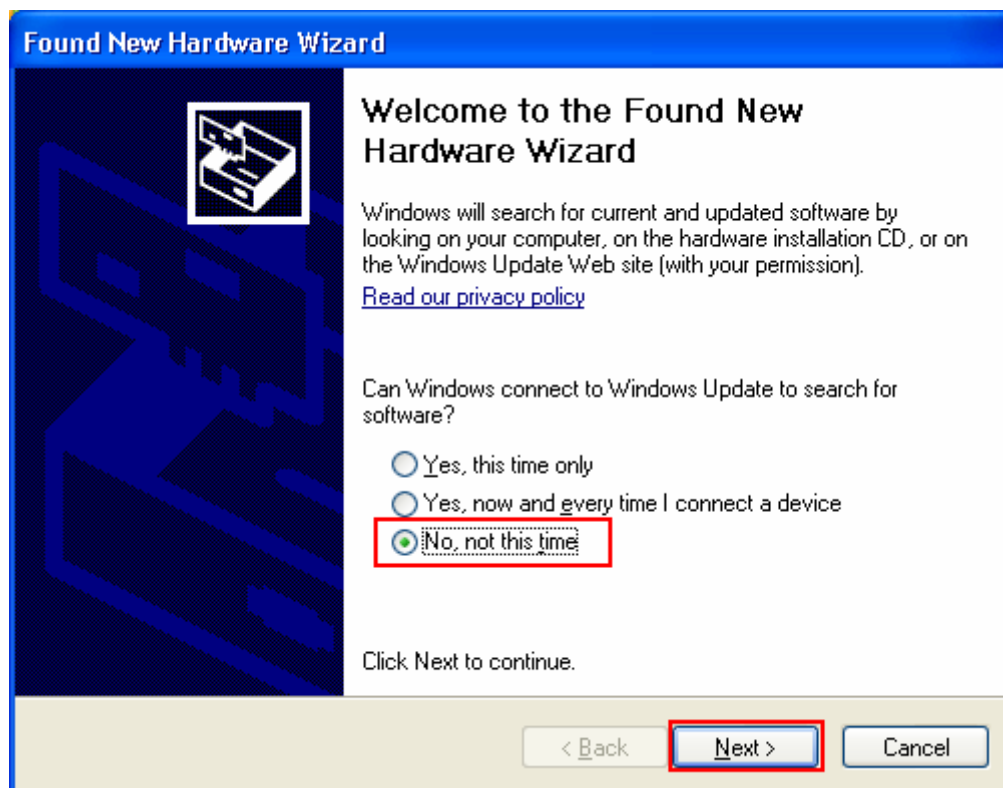 Found New Hardware Wizard
Welcome to the Found New
Hardware Wizard
Windows will search for current and updated software by
looking on your computer, on the hardware installation CD, or on
the Windows Update Web site (with your permission).
Read our privacy policy
Can Windows connect to Windows Update to search for
software?
Yes, this time only
Yes, now and every time I connect a device
No, not this time
Click Next to continue.
< Back
Next >
Cancel